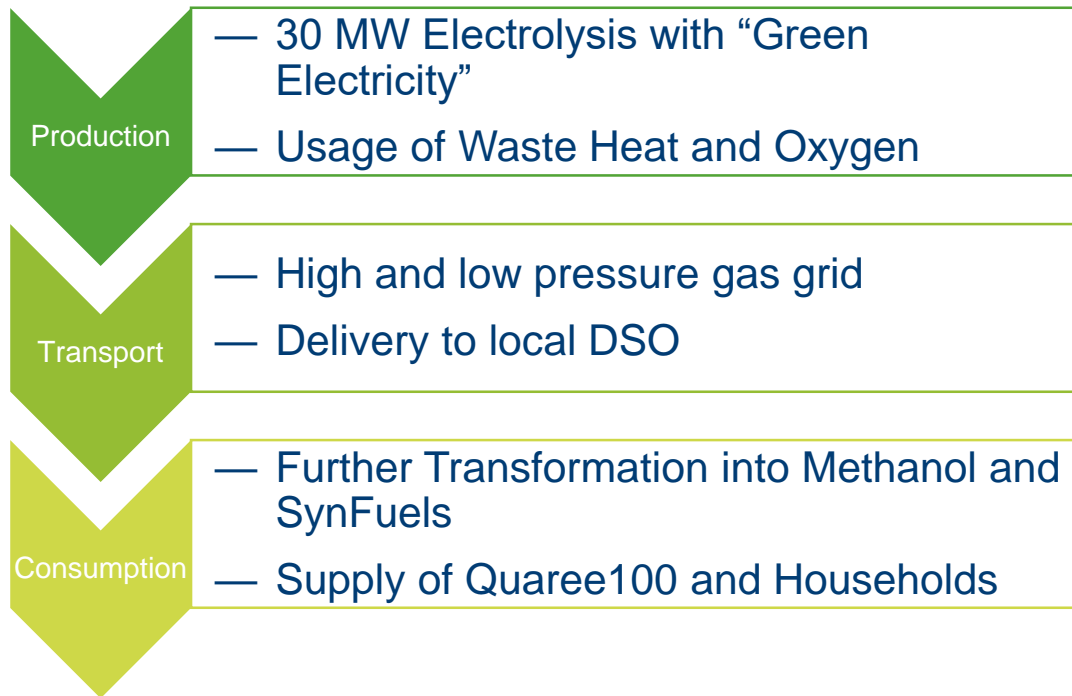 Production
— 30 MW Electrolysis with “Green
Electricity”
— Usage of Waste Heat and Oxygen
Transport
— High and low pressure gas grid
— Delivery to local DSO
Consumption
— Further Transformation into Methanol and
SynFuels
— Supply of Quaree100 and Households